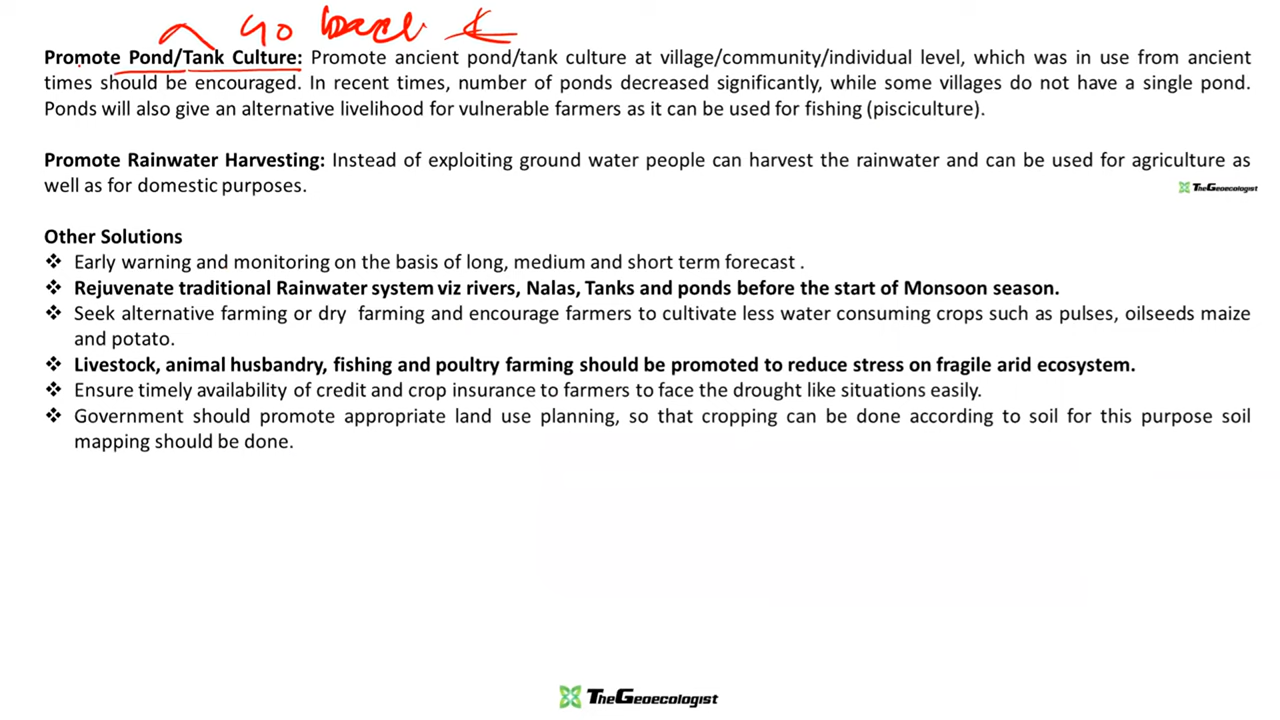 Go back
Promote Pond/Tank Culture: Promote ancient pond/tank culture at village/community/individual level, which was in use from ancient
times should be encouraged. In recent times, number of ponds decreased significantly, while some villages do not have a single pond.
Ponds will also give an alternative livelihood for vulnerable farmers as it can be used for fishing (pisciculture).
Promote Rainwater Harvesting: Instead of exploiting ground water people can harvest the rainwater and can be used for agriculture as
well as for domestic purposes.
TheGeoecologist
Other Solutions
❖ Early warning and monitoring on the basis of long, medium and short term forecast .
❖ Rejuvenate traditional Rainwater system viz rivers, Nalas, Tanks and ponds before the start of Monsoon season.
❖ Seek alternative farming or dry farming and encourage farmers to cultivate less water consuming crops such as pulses, oilseeds maize
and potato.
❖ Livestock, animal husbandry, fishing and poultry farming should be promoted to reduce stress on fragile arid ecosystem.
❖ Ensure timely availability of credit and crop insurance to farmers to face the drought like situations easily.
❖ Government should promote appropriate land use planning, so that cropping can be done according to soil for this purpose soil
mapping should be done.
TheGeoecologist